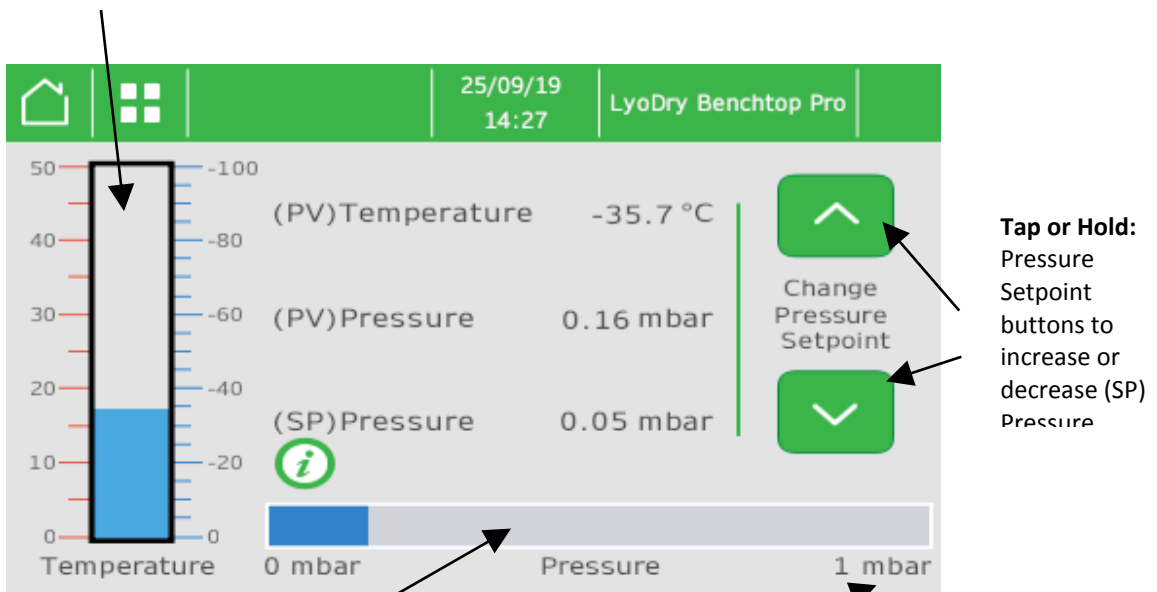 25/09/19
14:27
LyoDry Benchtop Pro
50
-100
(PV)Temperature -35.7 °C
40
-80
Tap or Hold:
Pressure
Setpoint
buttons to
increase or
decrease (SP)
Pressure
Change
Pressure
Setpoint
30
-60
(PV)Pressure 0.16 mbar
20
-40
(SP)Pressure 0.05 mbar
10
-20
i
0
0
Temperature
0 mbar
Pressure
1 mbar